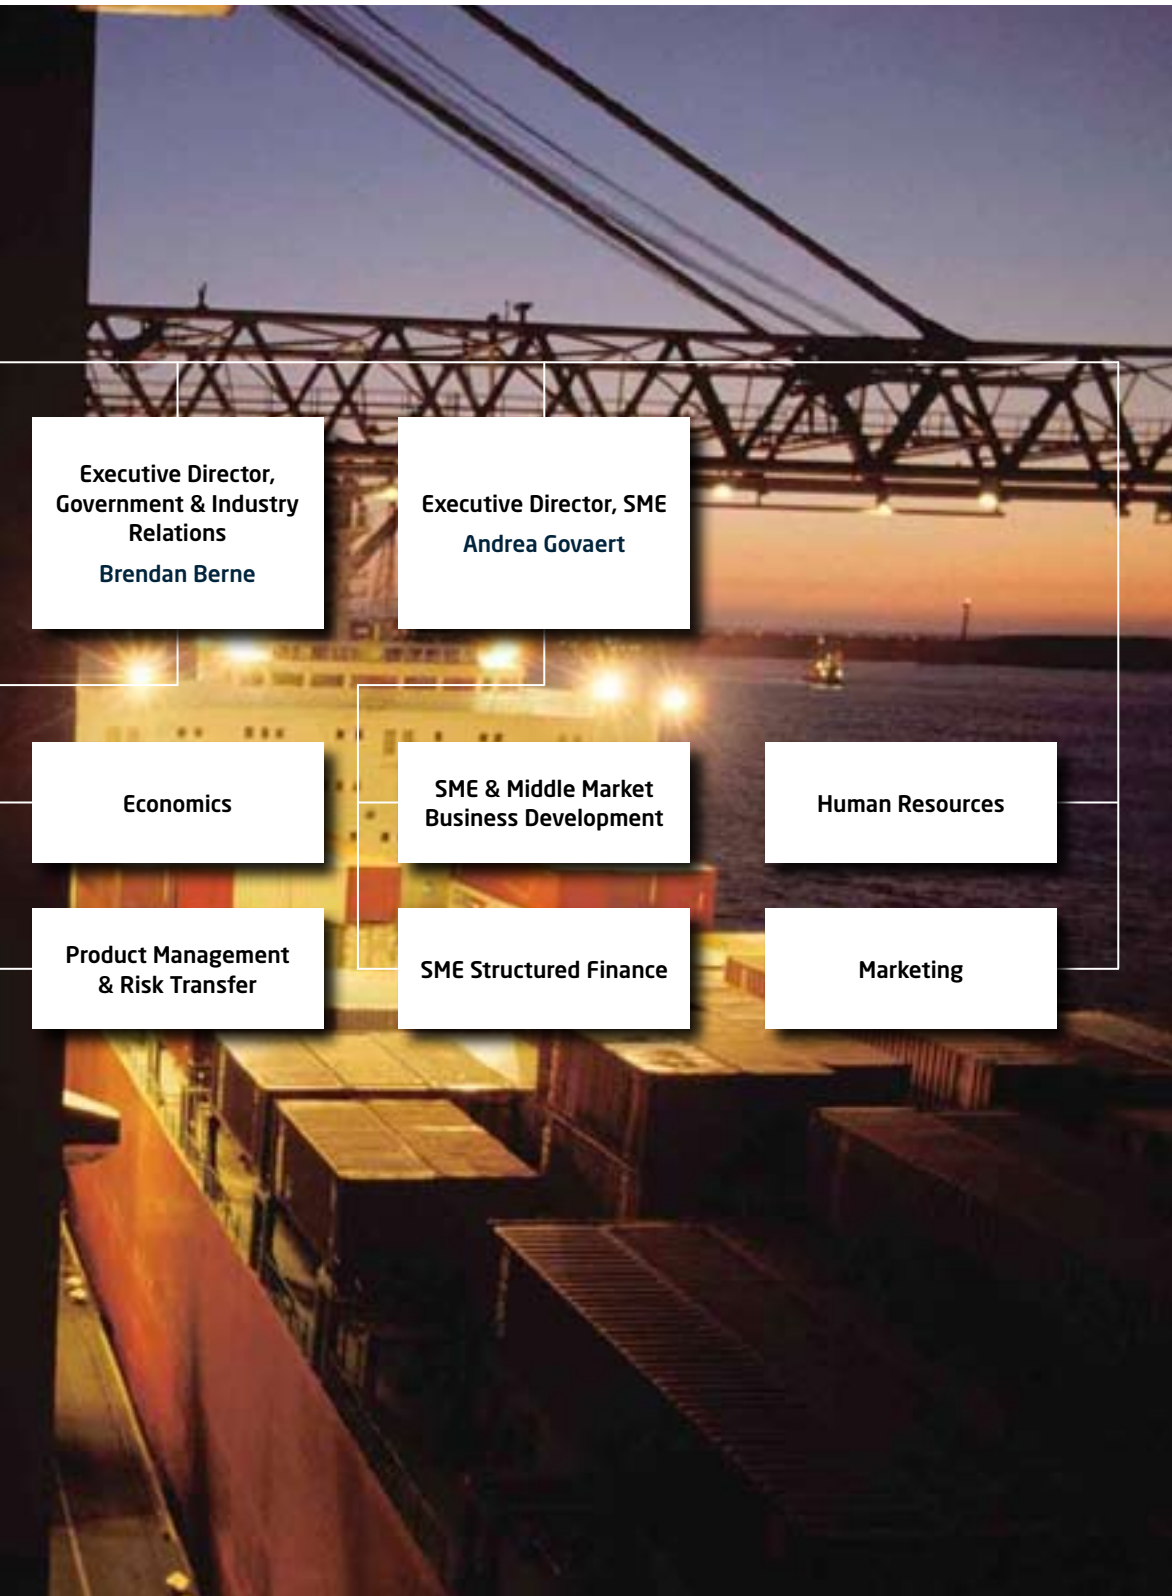 Executive Director,
Government & Industry
Relations
Brendan Berne
Executive Director, SME
Andrea Govaert
Economics
SME & Middle Market
Business Development
Human Resources
Product Management
& Risk Transfer
SME Structured Finance
Marketing